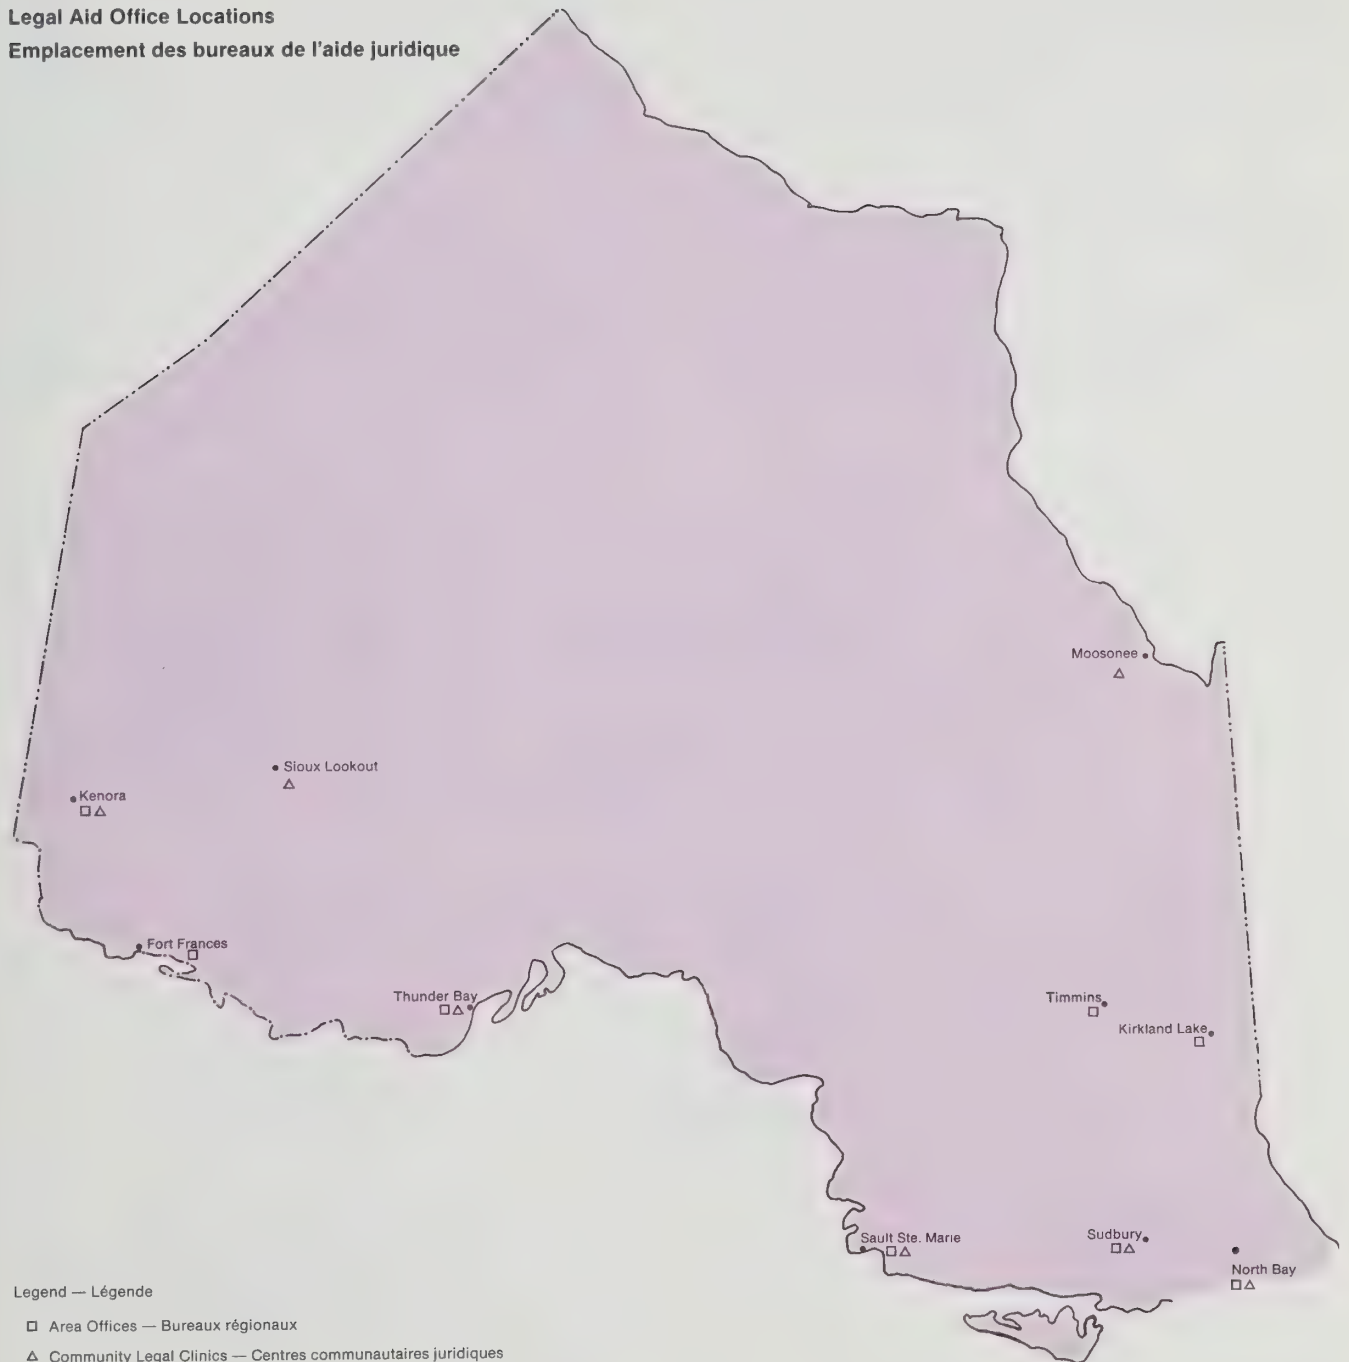 Legal Aid Office Locations
Emplacement des bureaux de l'aide juridique
Moosonee
Sioux Lookout
Kenora
Fort Frances
Thunder Bay
Timmins
Kirkland Lake
Sault Ste. Marie
Sudbury
North Bay
Legend — Légende
Area Offices — Bureaux régionaux
Community Legal Clinics — Centres communautaires juridiques